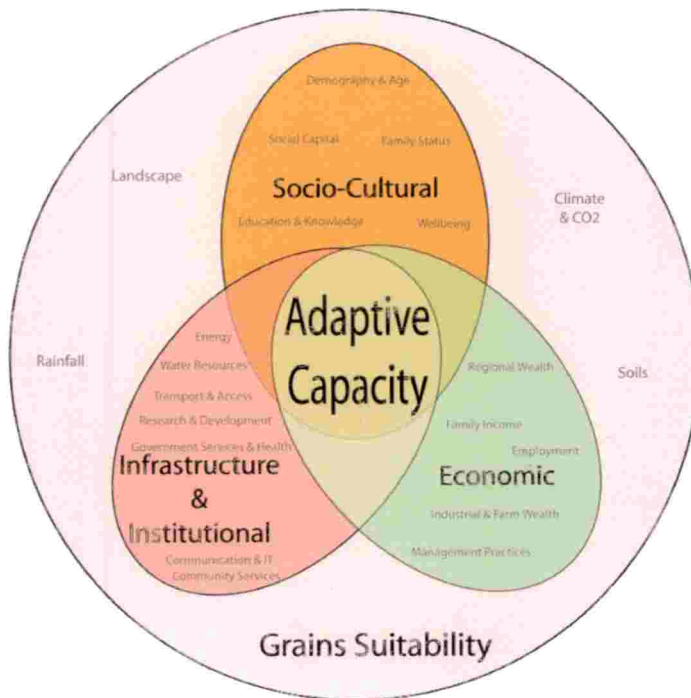 Demography & Age
Social Capital
Family Status
Landscape
Socio-Cultural
Climate
& CO2
Education & Knowledge
Wellbeing
Adaptive
Capacity
Energy
Rainfall
Water Resources
Regional Wealth
Soils
Transport & Access
Research & Development
Family Income
Government Services & Health
Employment
Infrastructure
&
Institutional
Economic
Industrial & Farm Wealth
Management Practices
Communication & IT
Community Services
Grains Suitability